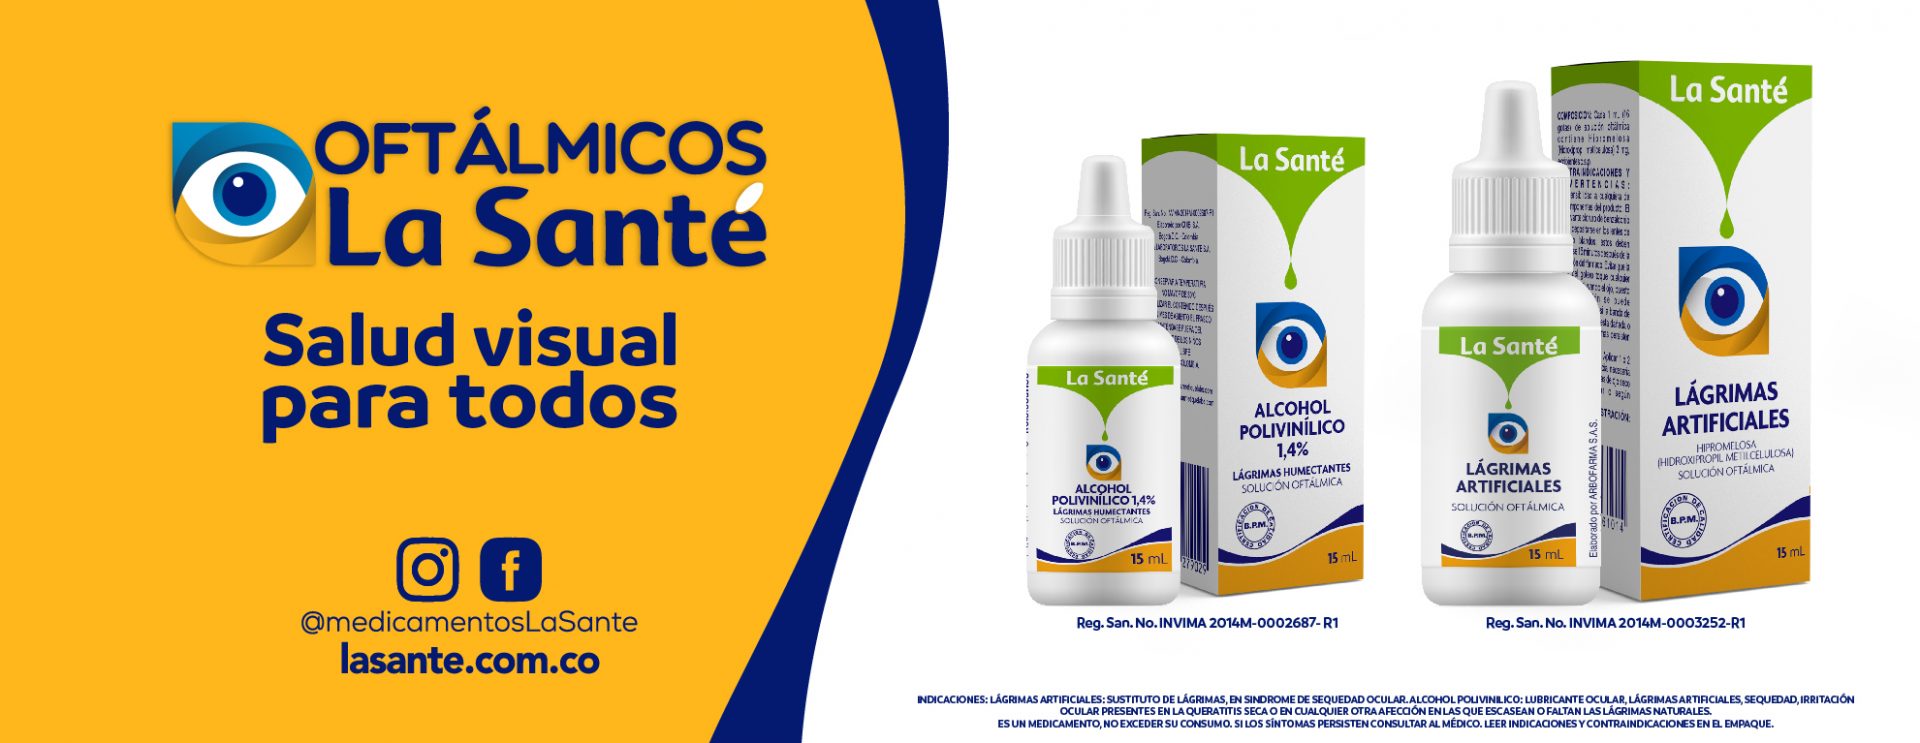 OFTÁLMICOS
La Santé
Salud visual
para todos
@medicamentosLaSante
lasante.com.co
La Santé
ALCOHOL
POLIVINÍLICO 1,4%
LÁGRIMAS HUMECTANTES
SOLUCIÓN OFTÁLMICA
B.P.M.
15 mL
La Santé
ALCOHOL
POLIVINÍLICO
1,4%
LÁGRIMAS HUMECTANTES
SOLUCIÓN OFTÁLMICA
CERTIFICACION DE CALIDAD
B.P.M.
15 mL
Reg. San. No. INVIMA 2014M-0002687- R1
La Santé
LÁGRIMAS
ARTIFICIALES
SOLUCIÓN OFTÁLMICA
B.P.M.
15 mL
Elaborado por ARBOFARMA S.A.S.
La Santé
LÁGRIMAS
ARTIFICIALES
HIPROMELOSA
(HIDROXIPROPIL METILCELULOSA)
SOLUCIÓN OFTÁLMICA
CERTIFICACION DE CALIDAD
B.P.M.
15 mL
Reg. San. No. INVIMA 2014M-0003252-R1
INDICACIONES: LÁGRIMAS ARTIFICIALES: SUSTITUTO DE LÁGRIMAS, EN SINDROME DE SEQUEDAD OCULAR. ALCOHOL POLIVINILICO: LUBRICANTE OCULAR, LÁGRIMAS ARTIFICIALES, SEQUEDAD, IRRITACIÓN
OCULAR PRESENTES EN LA QUERATITIS SECA O EN CUALQUIER OTRA AFECCIÓN EN LAS QUE ESCASEAN O FALTAN LAS LÁGRIMAS NATURALES.
ES UN MEDICAMENTO, NO EXCEDER SU CONSUMO. SI LOS SÍNTOMAS PERSISTEN CONSULTAR AL MÉDICO. LEER INDICACIONES Y CONTRAINDICACIONES EN EL EMPAQUE.